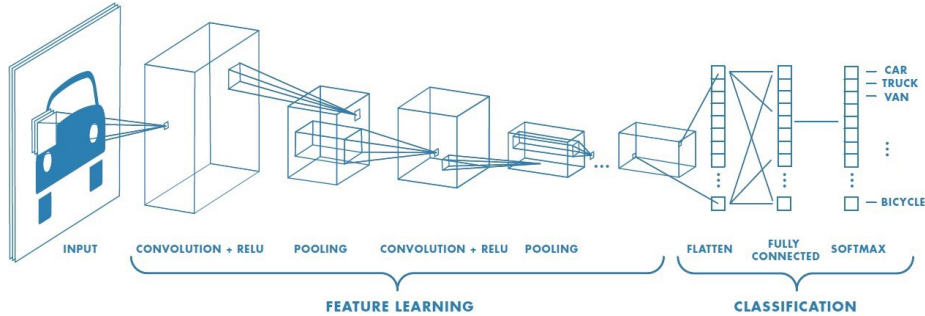 CAR
TRUCK
VAN
BICYCLE
INPUT
CONVOLUTION + RELU
POOLING
CONVOLUTION + RELU
POOLING
FLATTEN
FULLY
CONNECTED
SOFTMAX
FEATURE LEARNING
CLASSIFICATION